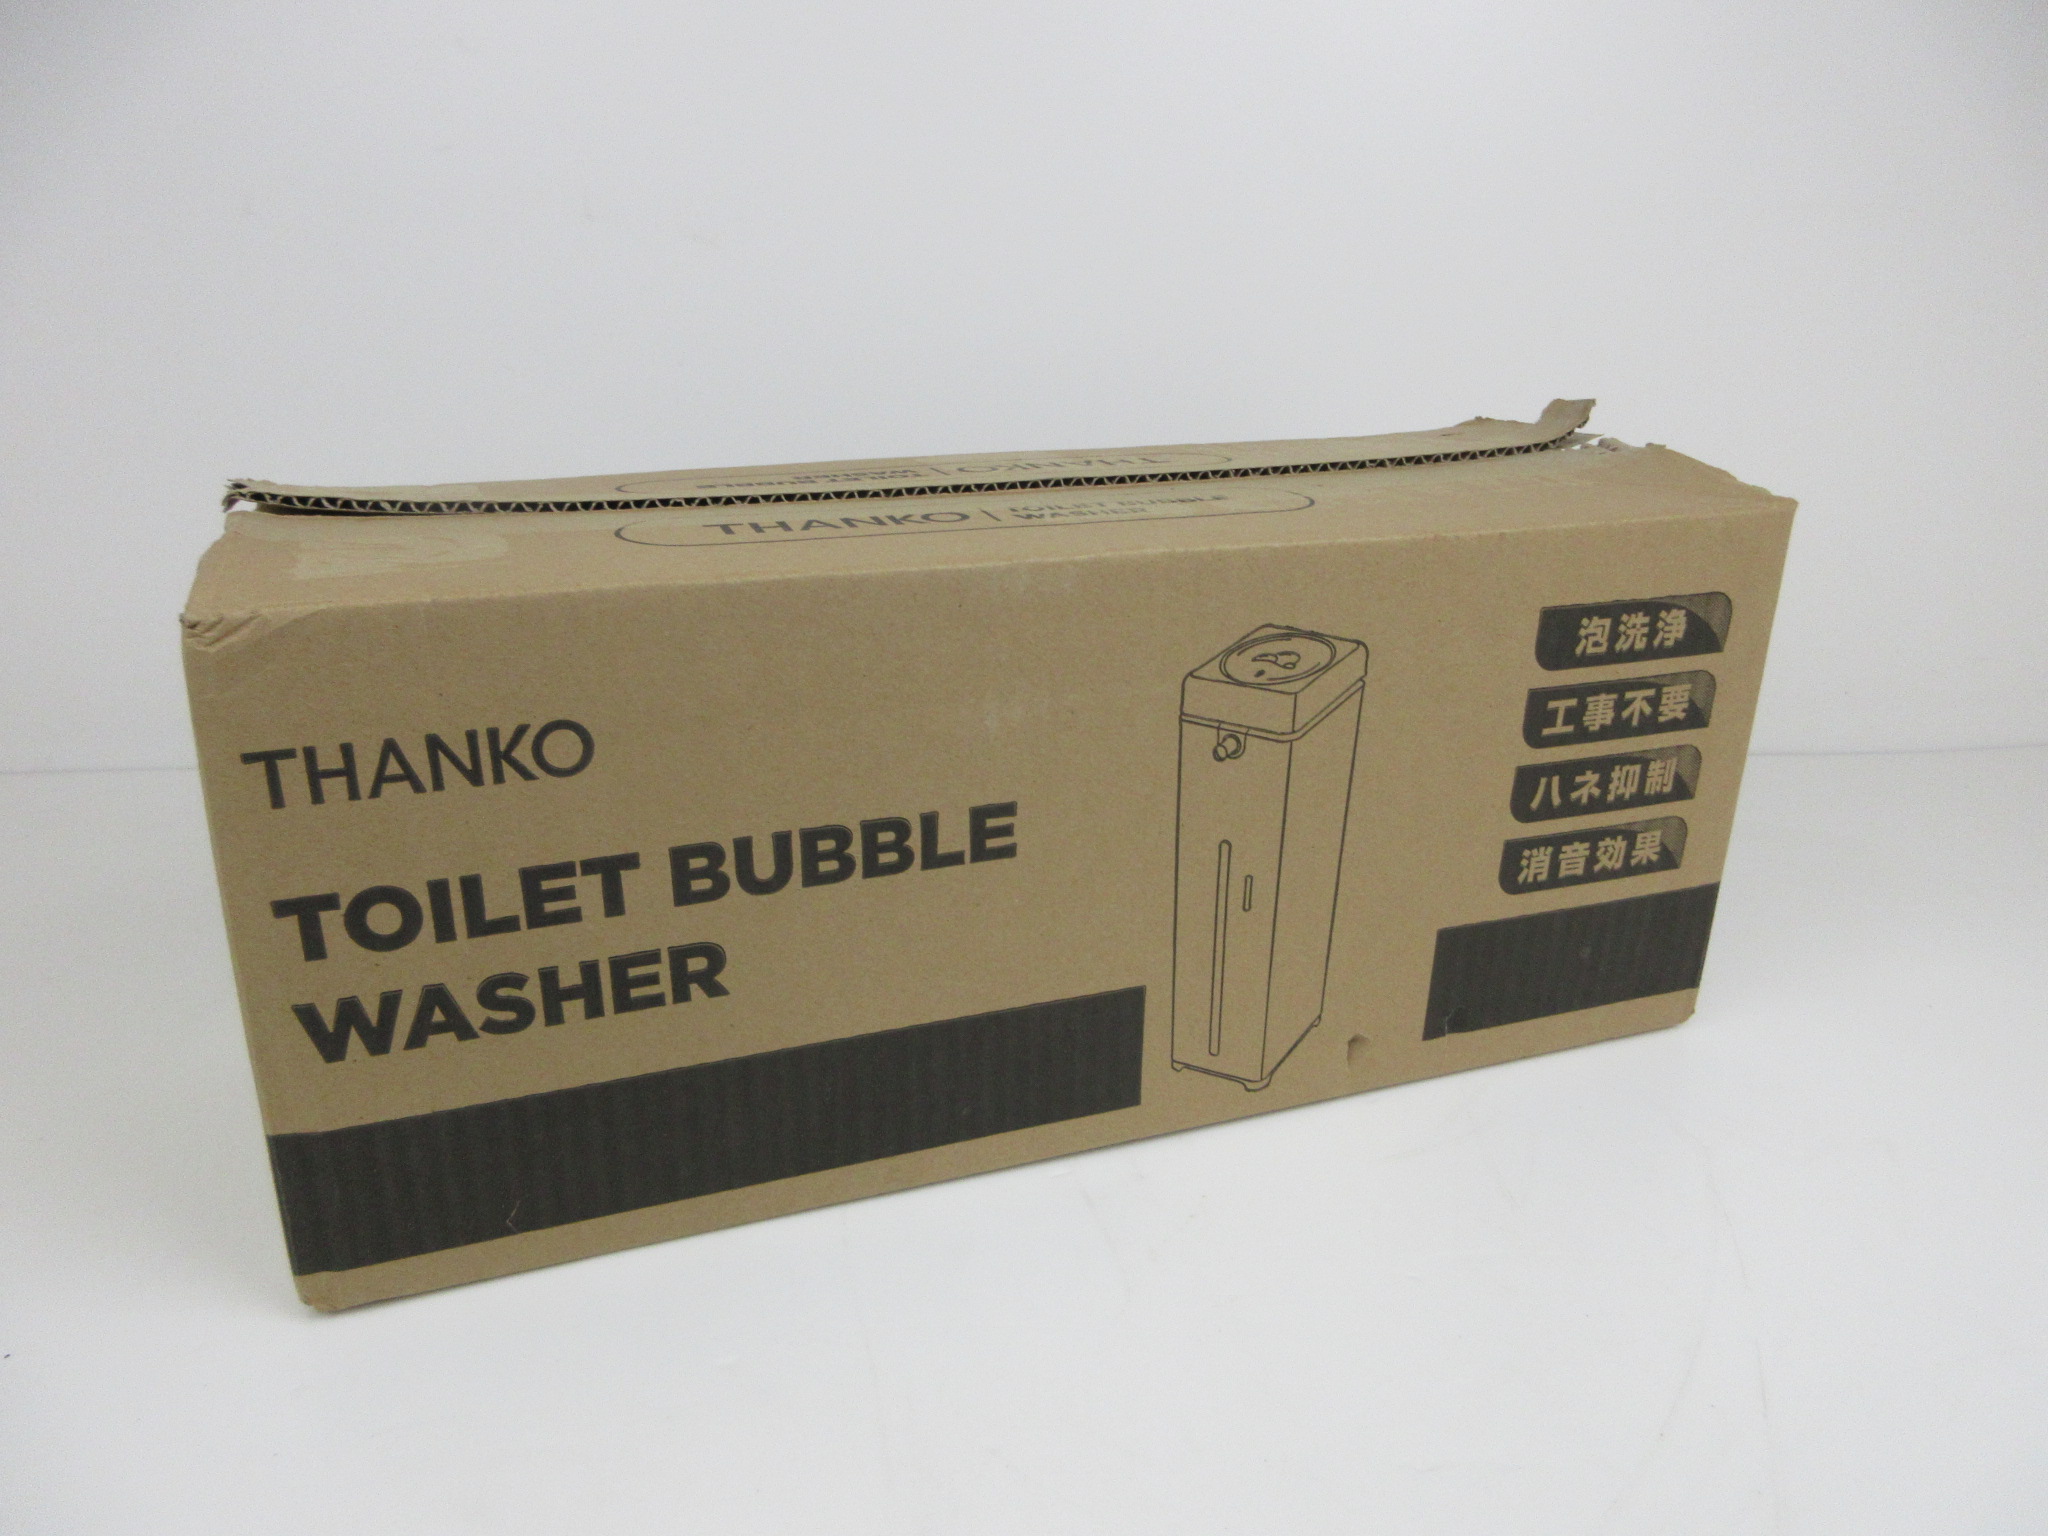 TOILET BUBBLE
WASHER
THANKO
THANKO
TOILET BUBBLE
WASHER
THANKO
TOILET BUBBLE
WASHER
泡洗浄
工事不要
ハネ抑制
消音効果